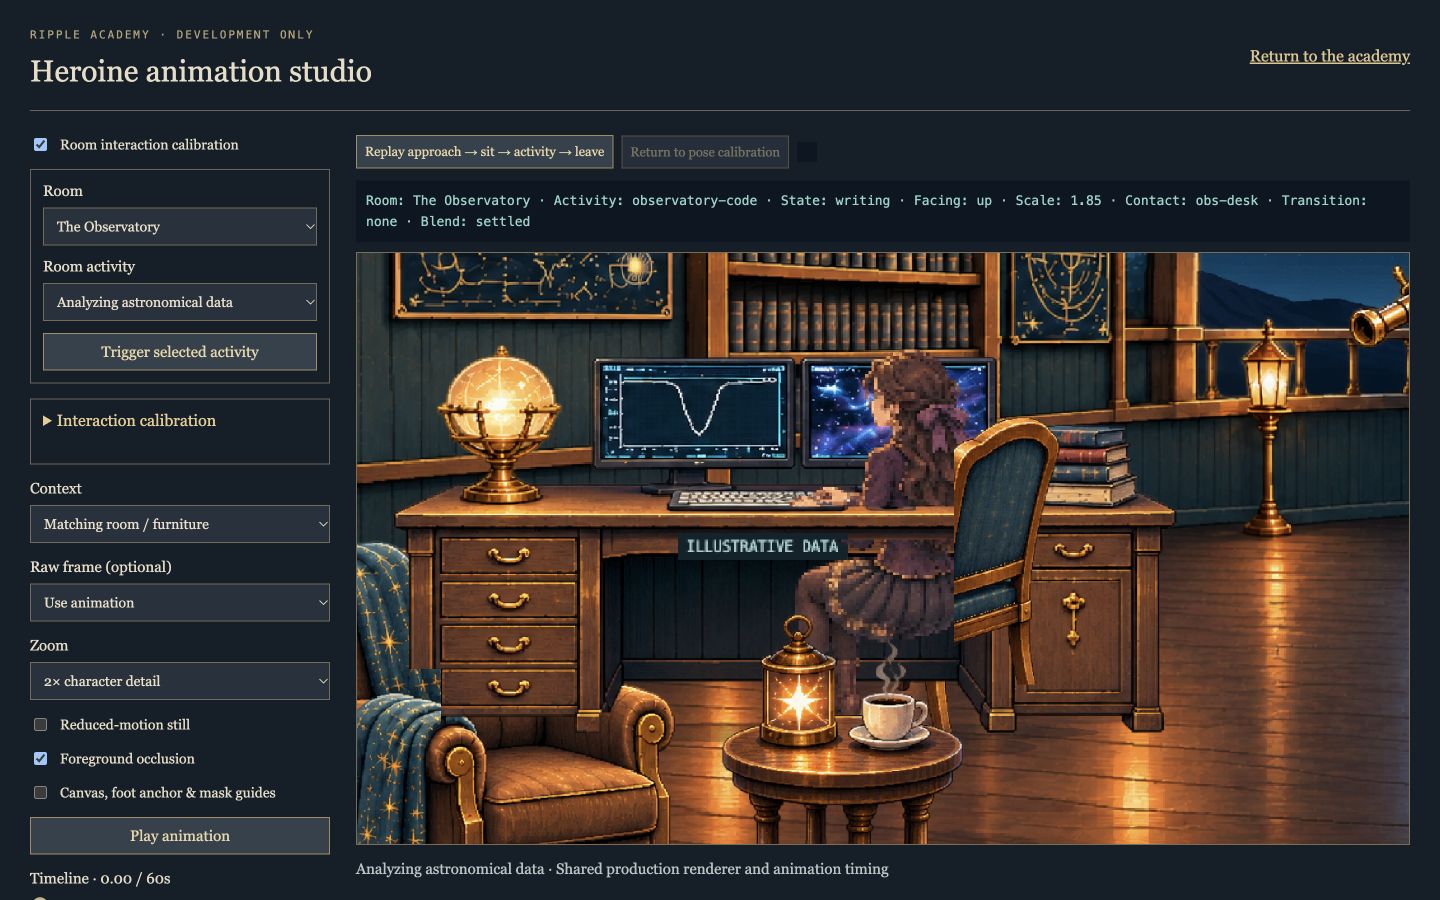 RIPPLE ACADEMY · DEVELOPMENT ONLY
Heroine animation studio
Return to the academy
Room interaction calibration
Room
The Observatory
Room activity
Analyzing astronomical data
Trigger selected activity
▶ Interaction calibration
Context
Matching room / furniture
Raw frame (optional)
Use animation
Zoom
2× character detail
Reduced-motion still
Foreground occlusion
Canvas, foot anchor & mask guides
Play animation
Timeline · 0.00 / 60s
Replay approach → sit → activity → leave
Return to pose calibration
Room: The Observatory · Activity: observatory-code · State: writing · Facing: up · Scale: 1.85 · Contact: obs-desk · Transition:
none · Blend: settled
ILLUSTRATIVE DATA
Analyzing astronomical data · Shared production renderer and animation timing